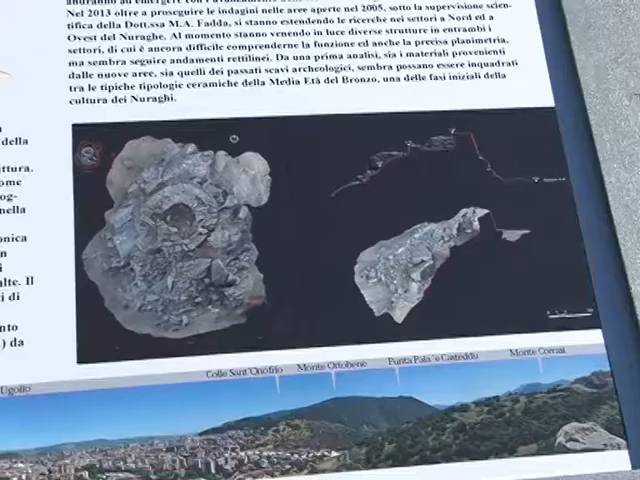 Nel 2013 oltre a proseguire le indagini nelle aree aperte nel 2005, sotto la supervisione scien-
tifica della Dott.ssa M.A. Fadda, si stanno estendendo le ricerche nei settori a Nord ed a
Ovest del Nuraghe. Al momento stanno venendo in luce diverse strutture in entrambi i
settori, di cui è ancora difficile comprenderne la funzione ed anche la precisa planimetria,
ma sembra seguire andamenti rettilinei. Da una prima analisi, sia i materiali provenienti
dalle nuove aree, sia quelli dei passati scavi archeologici, sembra possano essere inquadrati
tra le tipiche tipologie ceramiche della Media Età del Bronzo, una delle fasi iniziali della
cultura dei Nuraghi.
della
ittura.
ome
og-
nella
onica
n
i
alte. Il
i di
nto
.) da
Ugolio
Colle Sant'Onofrio
Monte Ortobene
Punta Pala 'e Casteddu
Monte Corrasi